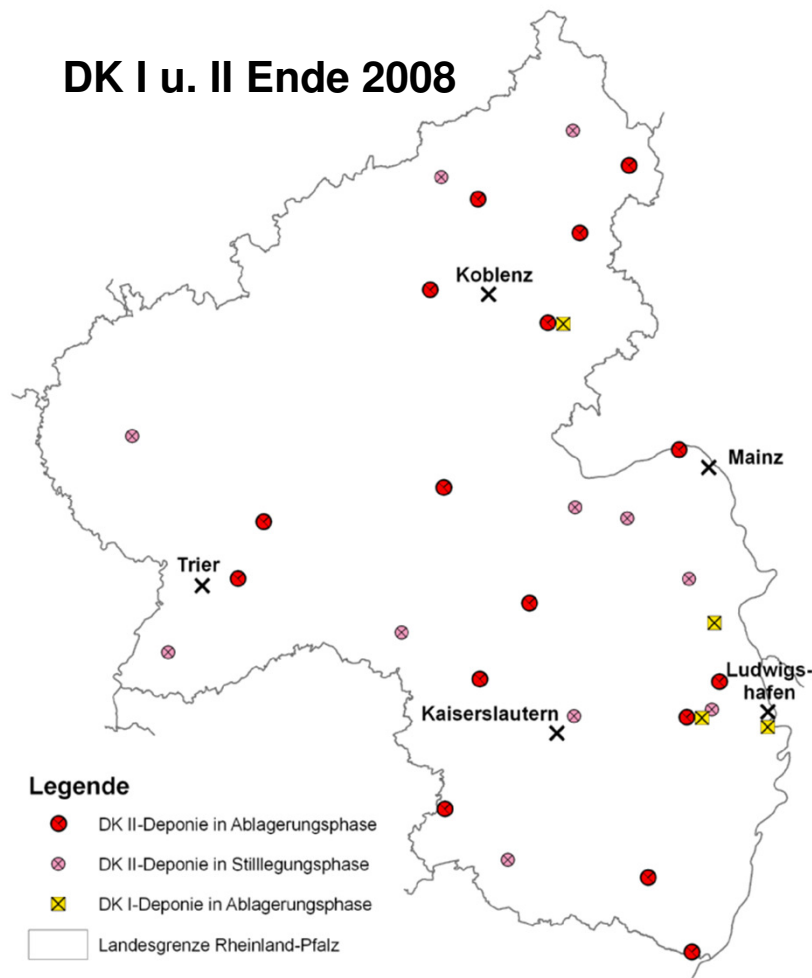 DK I u. II Ende 2008
Koblenz
Mainz
Trier
Ludwigs-
hafen
Kaiserslautern
Legende
DK II-Deponie in Ablagerungsphase
DK II-Deponie in Stilllegungsphase
DK I-Deponie in Ablagerungsphase
Landesgrenze Rheinland-Pfalz